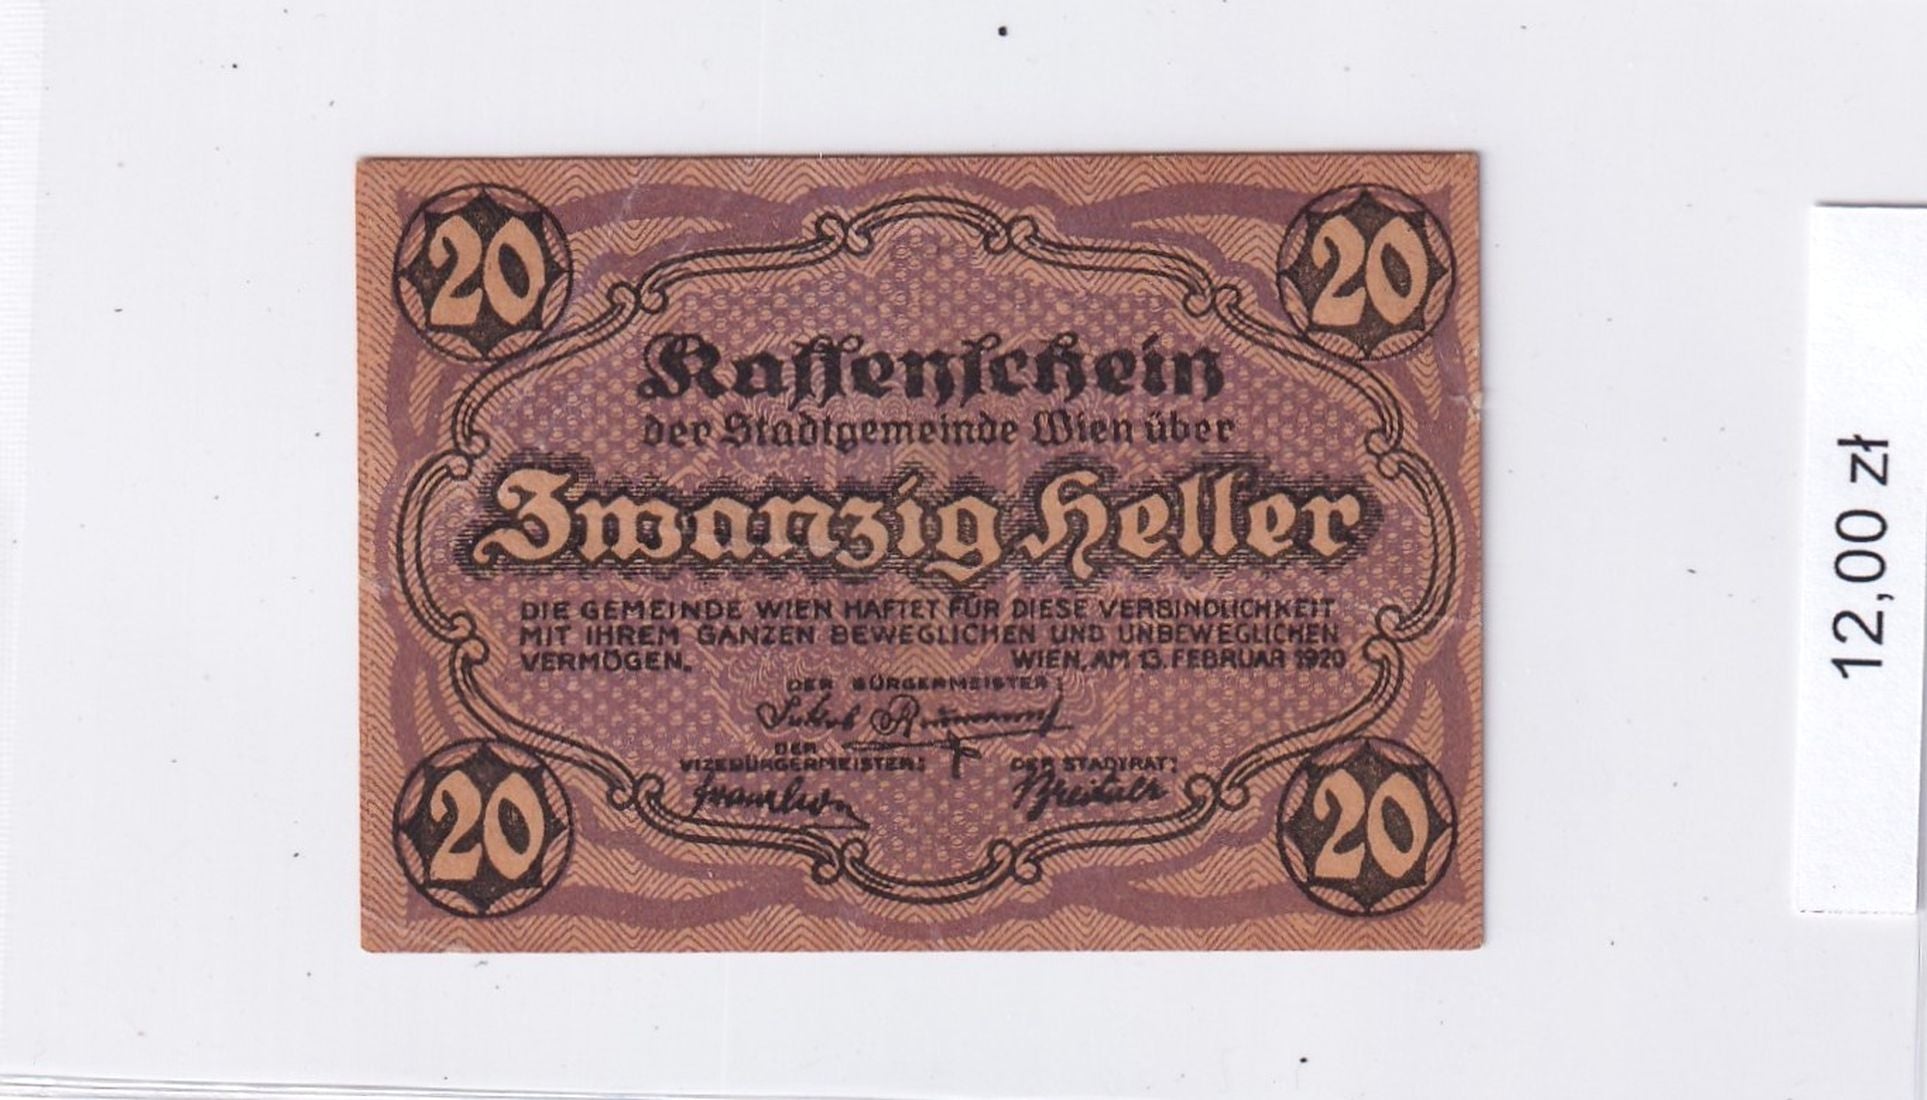 20
20
Kassenschein
der Stadtgemeinde Wien über
Zwanzig Heller
DIE GEMEINDE WIEN HAFTET FÜR DIESE VERBINDLICHKEIT
MIT IHREM GANZEN BEWEGLICHEN UND UNBEWEGLICHEN
VERMÖGEN. WIEN, AM 13. FEBRUAR 1920
DER BÜRGERMEISTER:
Jakob Reumann
DER
VIZEBÜRGERMEISTER:
DER STADTRAT:
20
20
12,00 zł